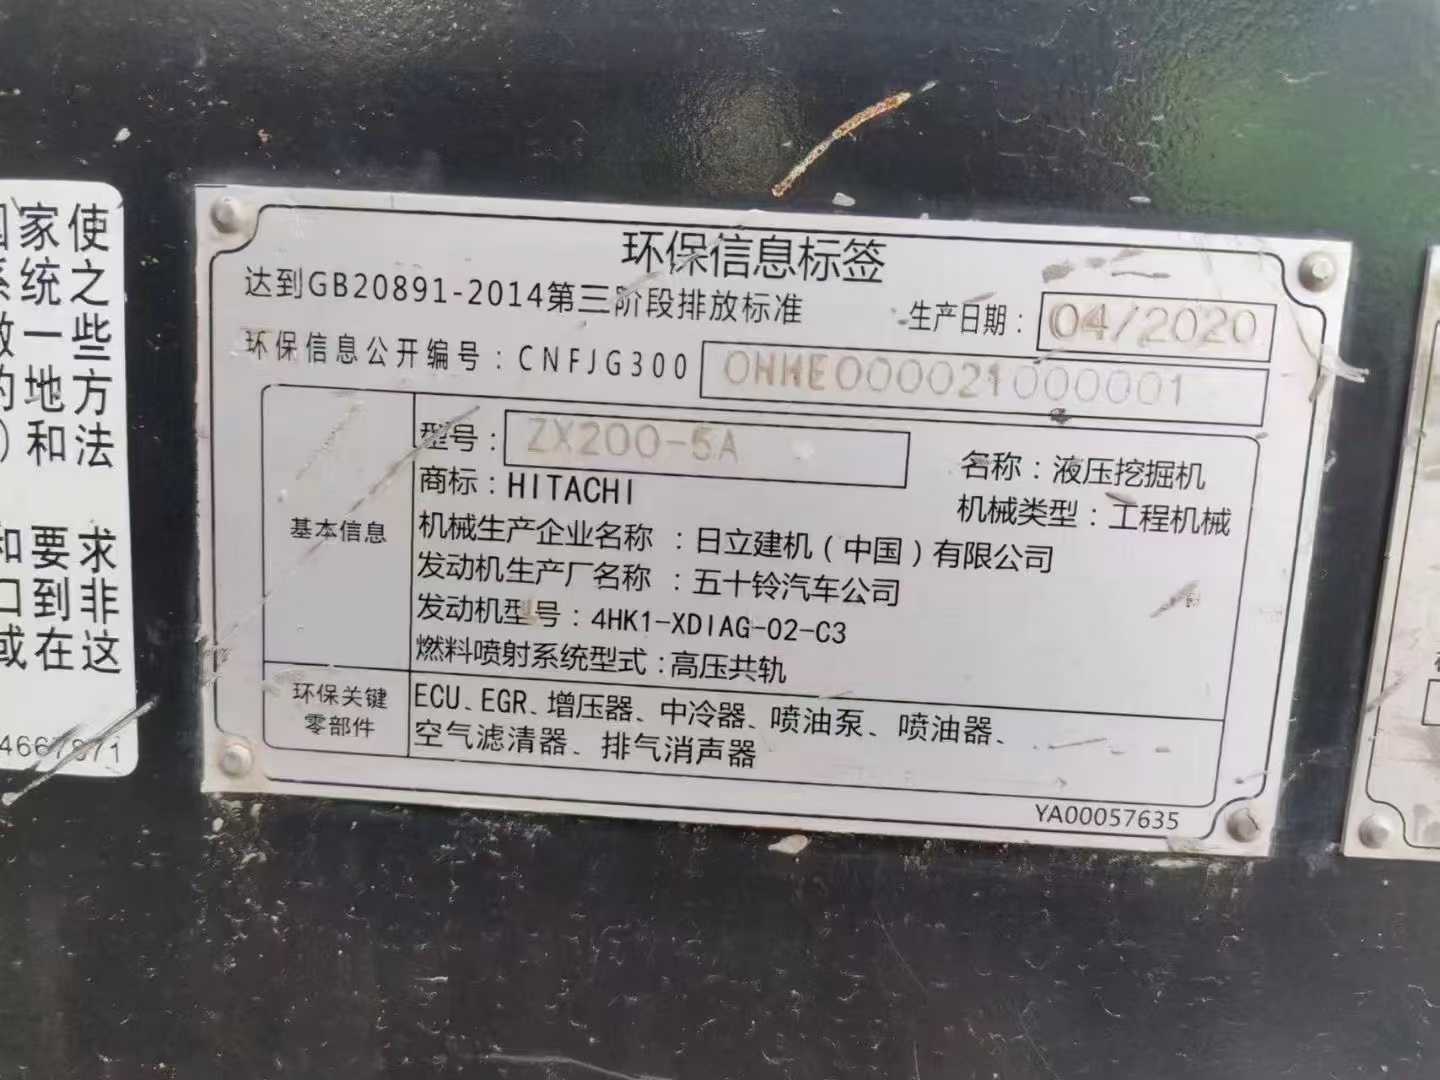 国家使
系统之
做一些
的地方
)和法
和要求
口到非
或在这
4667871
环保信息标签
达到GB20891-2014第三阶段排放标准
生产日期：04/2020
环保信息公开编号：CNFJG300 0HHE000021000001
基本信息
型号：ZX200-5A
名称：液压挖掘机
商标：HITACHI
机械类型：工程机械
机械生产企业名称：日立建机（中国）有限公司
发动机生产厂名称：五十铃汽车公司
发动机型号：4HK1-XDIAG-02-C3
燃料喷射系统型式：高压共轨
环保关键
零部件
ECU、EGR、增压器、中冷器、喷油泵、喷油器、
空气滤清器、排气消声器
YA00057635